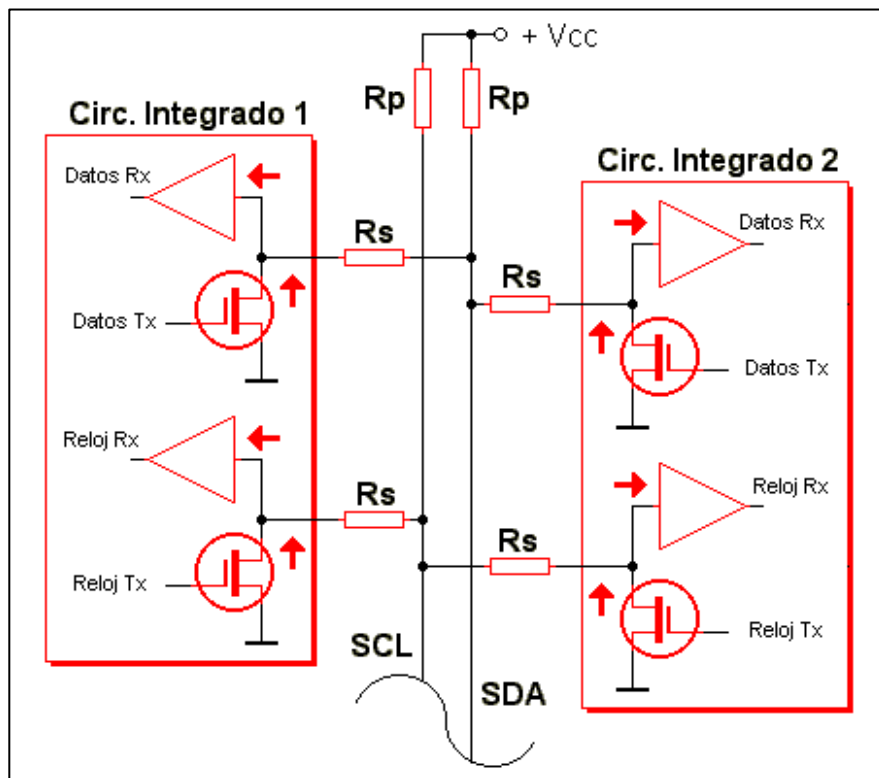 + Vcc
Rp
Rp
Circ. Integrado 1
Datos Rx
Rs
Datos Tx
Reloj Rx
Rs
Reloj Tx
Circ. Integrado 2
Datos Rx
Rs
Datos Tx
Reloj Rx
Rs
Reloj Tx
SCL
SDA